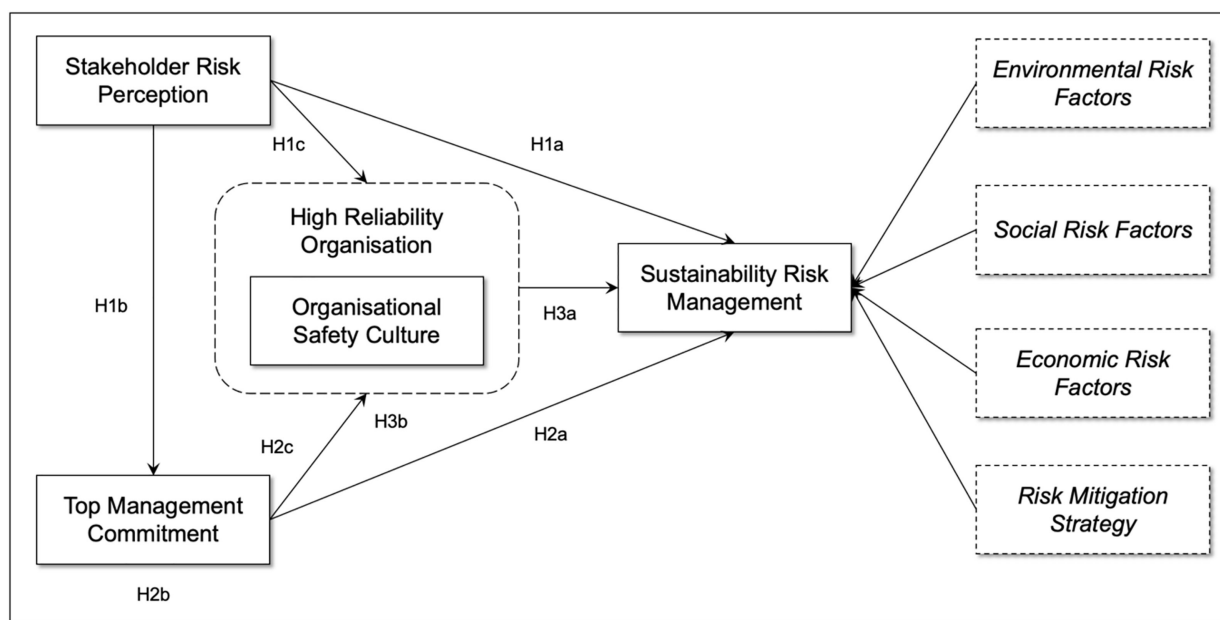 Stakeholder Risk
Perception
H1c
H1a
H1b
High Reliability
Organisation
Organisational
Safety Culture
H3a
Sustainability Risk
Management
H3b
H2c
H2a
Top Management
Commitment
H2b
Environmental Risk
Factors
Social Risk Factors
Economic Risk
Factors
Risk Mitigation
Strategy